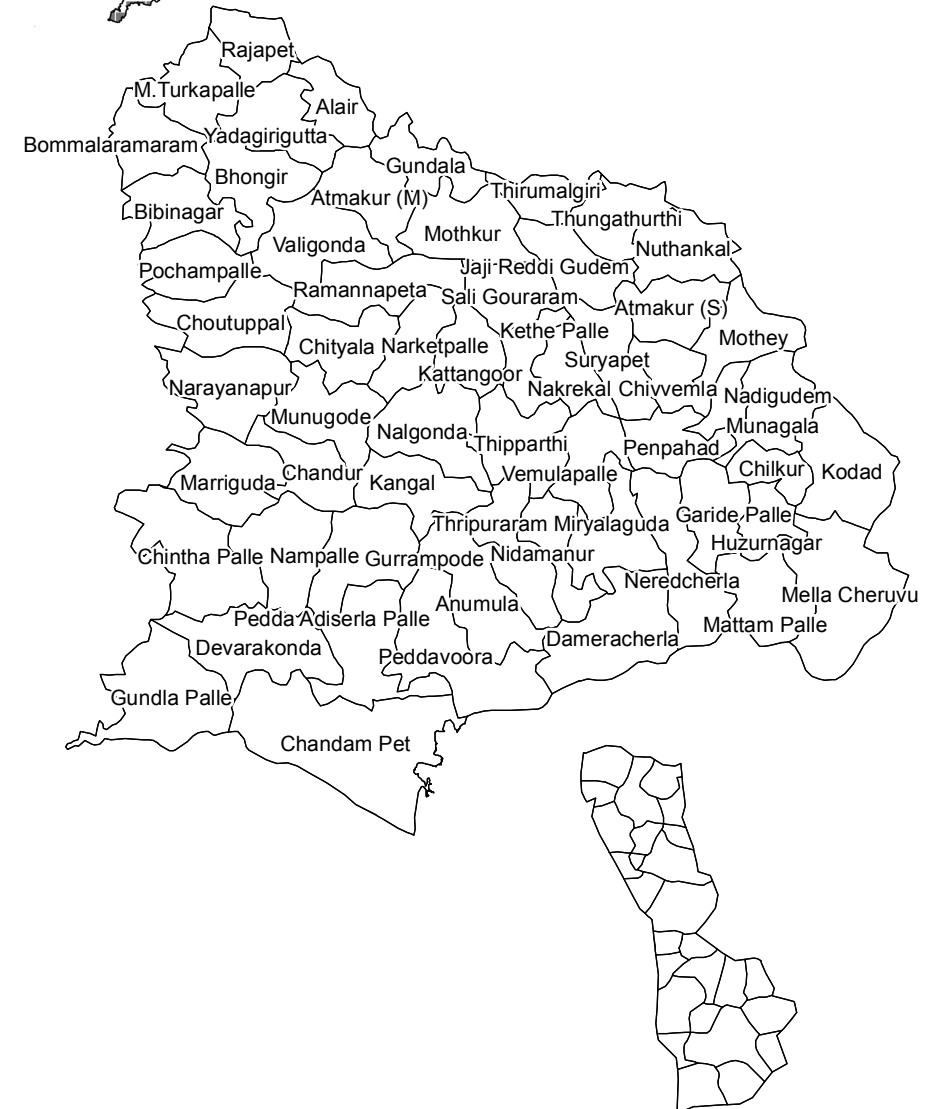 Rajapet
M.Turkapalle
Alair
Yadagirigutta
Bommalaramaram
Gundala
Bhongir
Thirumalgiri
Atmakur (M)
Bibinagar
Thungathurthi
Mothkur
Valigonda
Nuthankal
Pochampalle
Jaji Reddi Gudem
Ramannapeta
Sali Gouraram
Atmakur (S)
Choutuppal
Kethe Palle
Mothey
Chityala
Narketpalle
Suryapet
Kattangoor
Narayanapur
Nakrekal
Chivvemla
Nadigudem
Munugode
Munagala
Nalgonda
Thipparthi
Penpahad
Chilkur
Kodad
Chandur
Vemulapalle
Marriguda
Kangal
Garide Palle
Thripuraram
Miryalaguda
Huzurnagar
Chintha Palle
Nampalle
Gurrampode
Nidamanur
Neredcherla
Mella Cheruvu
Anumula
Pedda Adiserla Palle
Mattam Palle
Dameracherla
Devarakonda
Peddavoora
Gundla Palle
Chandam Pet